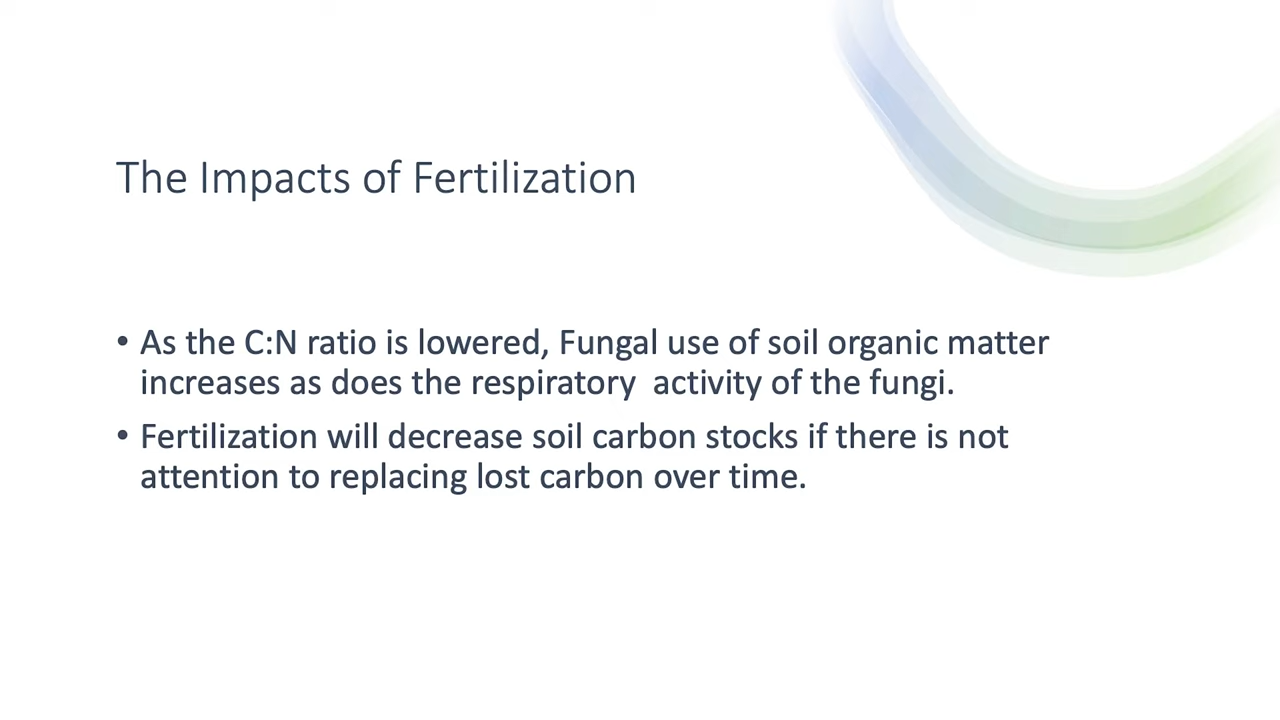 The Impacts of Fertilization
• As the C:N ratio is lowered, Fungal use of soil organic matter
increases as does the respiratory  activity of the fungi.
• Fertilization will decrease soil carbon stocks if there is not
attention to replacing lost carbon over time.